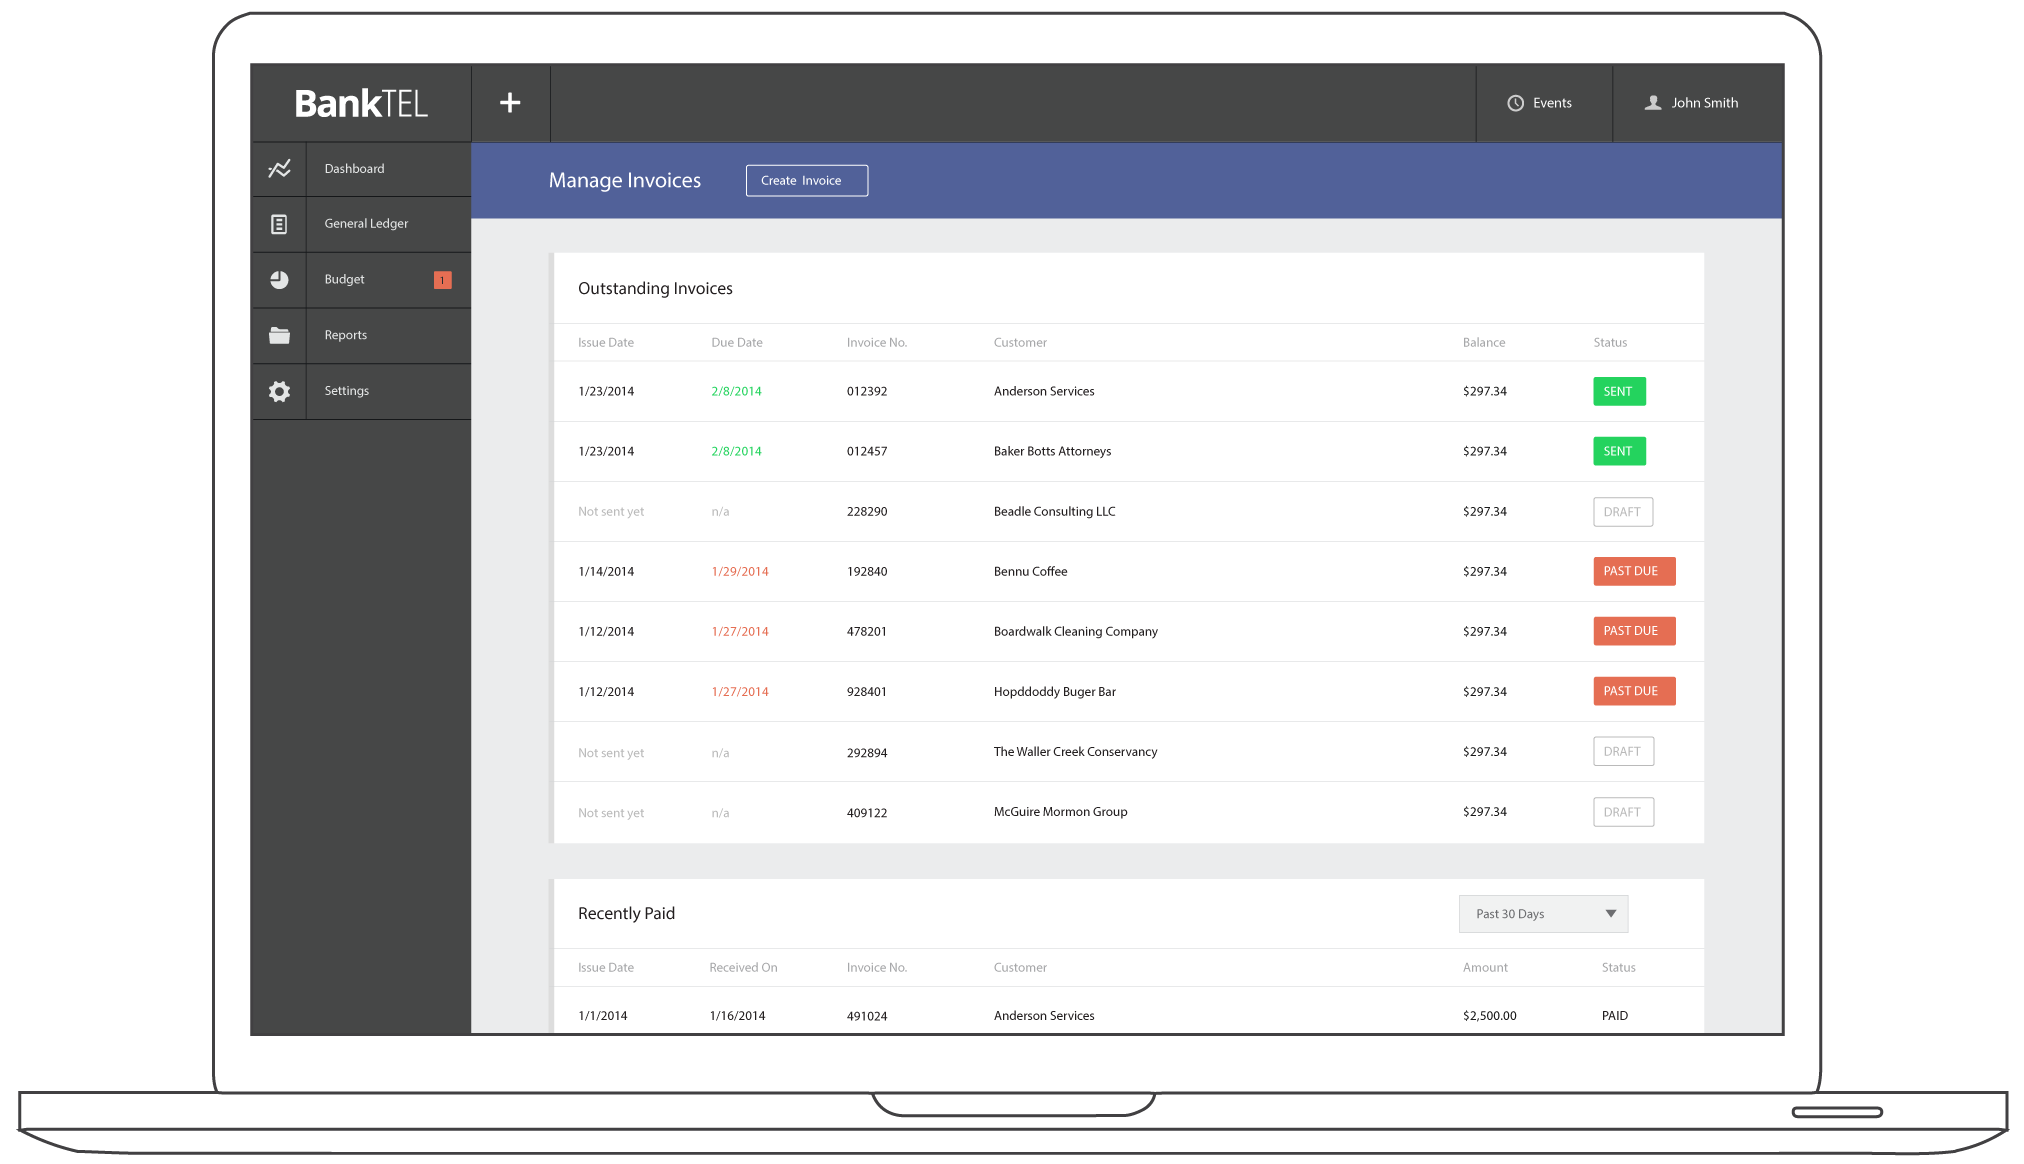 BankTEL + Events John Smith
Dashboard
General Ledger
Budget 1
Reports
Settings
Manage Invoices Create Invoice
Outstanding Invoices
Issue Date Due Date Invoice No. Customer Balance Status
1/23/2014 2/8/2014 012392 Anderson Services $297.34 SENT
1/23/2014 2/8/2014 012457 Baker Botts Attorneys $297.34 SENT
Not sent yet n/a 228290 Beadle Consulting LLC $297.34 DRAFT
1/14/2014 1/29/2014 192840 Bennu Coffee $297.34 PAST DUE
1/12/2014 1/27/2014 478201 Boardwalk Cleaning Company $297.34 PAST DUE
1/12/2014 1/27/2014 928401 Hopddoddy Buger Bar $297.34 PAST DUE
Not sent yet n/a 292894 The Waller Creek Conservancy $297.34 DRAFT
Not sent yet n/a 409122 McGuire Mormon Group $297.34 DRAFT
Recently Paid Past 30 Days
Issue Date Received On Invoice No. Customer Amount Status
1/1/2014 1/16/2014 491024 Anderson Services $2,500.00 PAID